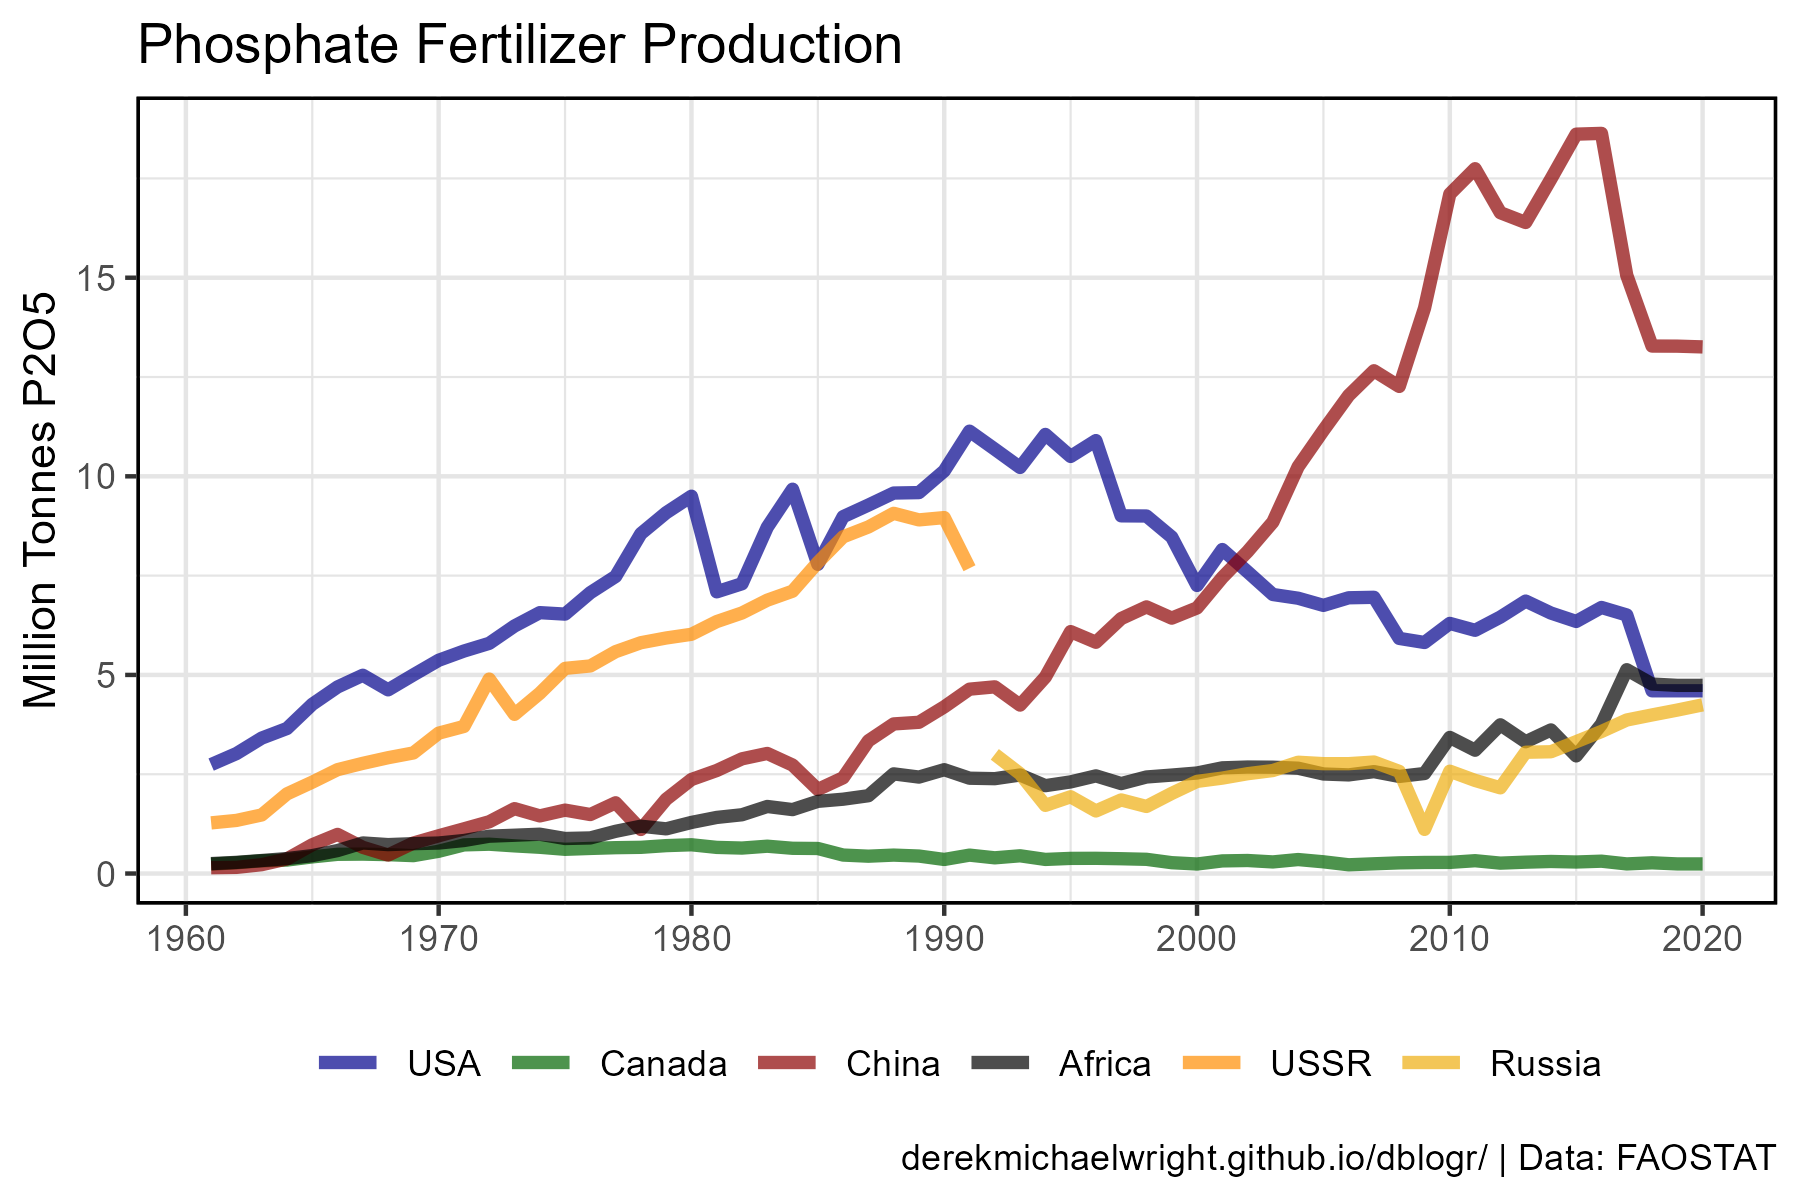 Phosphate Fertilizer Production
Million Tonnes P2O5
15
10
5
0
1960 1970 1980 1990 2000 2010 2020
USA Canada China Africa USSR Russia
derekmichaelwright.github.io/dblogr/ | Data: FAOSTAT